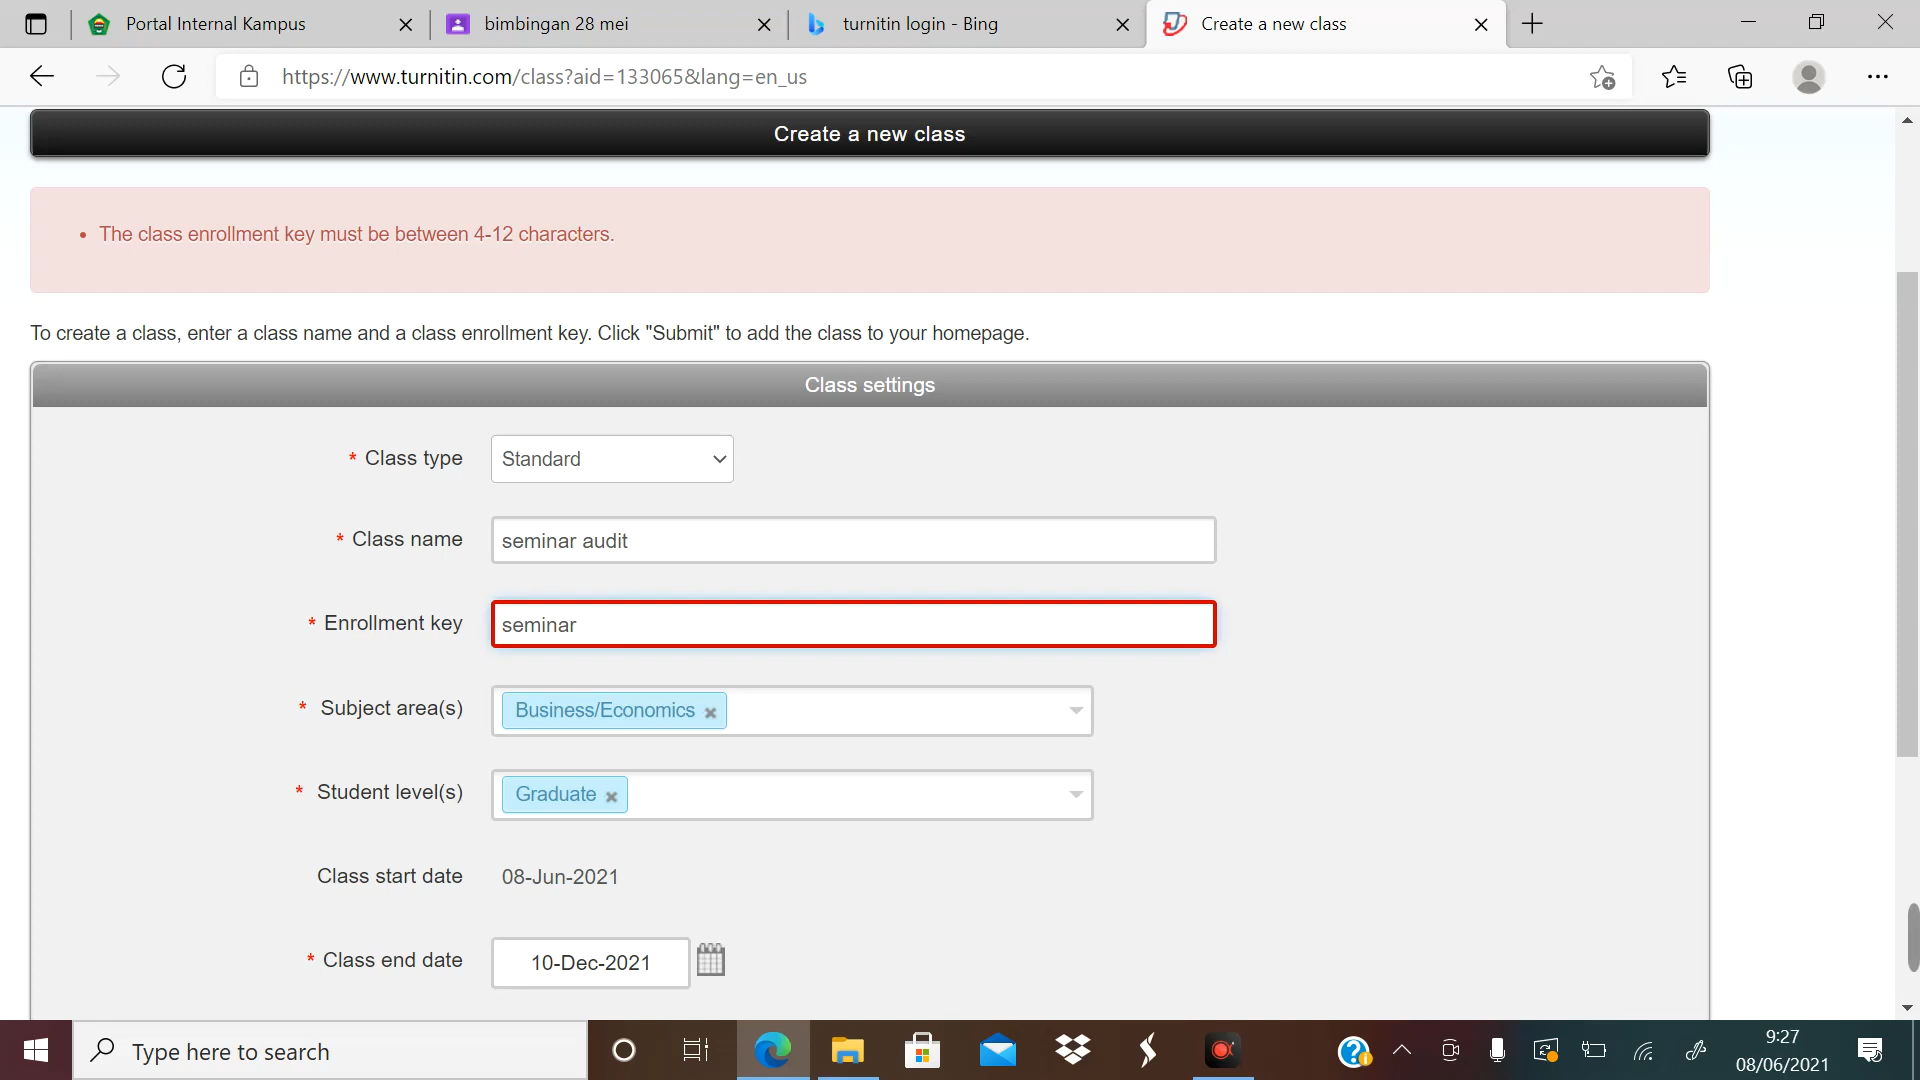 Portal Internal Kampus
bimbingan 28 mei
turnitin login - Bing
Create a new class
https://www.turnitin.com/class?aid=133065&lang=en_us
Create a new class
• The class enrollment key must be between 4-12 characters.
To create a class, enter a class name and a class enrollment key. Click "Submit" to add the class to your homepage.
Class settings
* Class type Standard
* Class name seminar audit
* Enrollment key seminar
* Subject area(s) Business/Economics
* Student level(s) Graduate
Class start date 08-Jun-2021
* Class end date 10-Dec-2021
Type here to search
9:27
08/06/2021